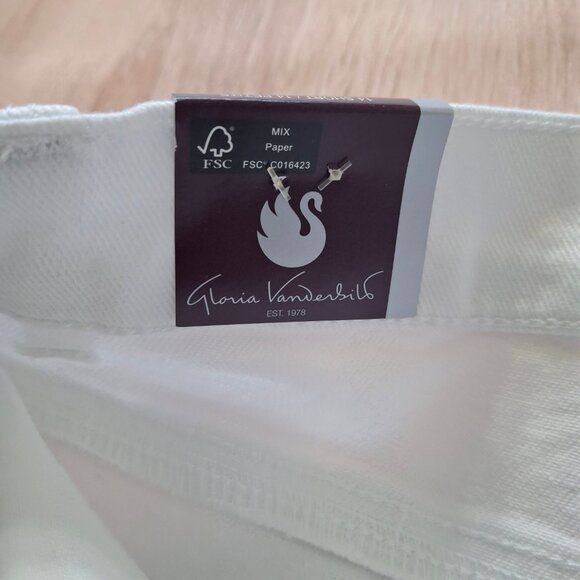 MIX
Paper
FSC® C016423
FSC
Gloria Vanderbilt
EST. 1978